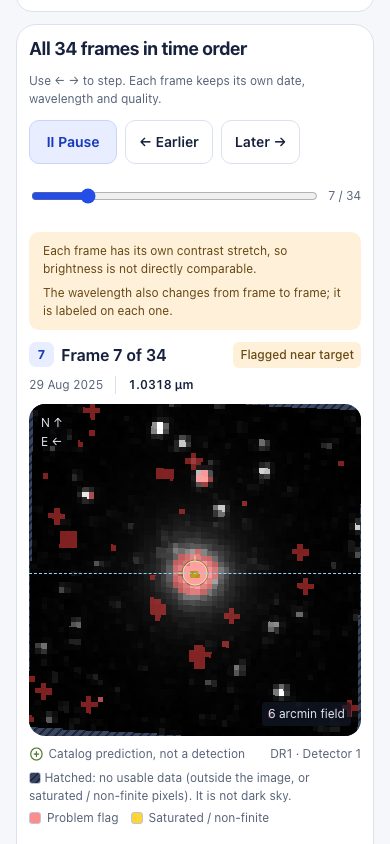 All 34 frames in time order
Use ← → to step. Each frame keeps its own date,
wavelength and quality.
Pause
← Earlier
Later →
7 / 34
Each frame has its own contrast stretch, so
brightness is not directly comparable.
The wavelength also changes from frame to frame; it
is labeled on each one.
7 Frame 7 of 34
Flagged near target
29 Aug 2025
1.0318 µm
N ↑
E ←
6 arcmin field
Catalog prediction, not a detection
DR1 · Detector 1
Hatched: no usable data (outside the image, or
saturated / non-finite pixels). It is not dark sky.
Problem flag
Saturated / non-finite